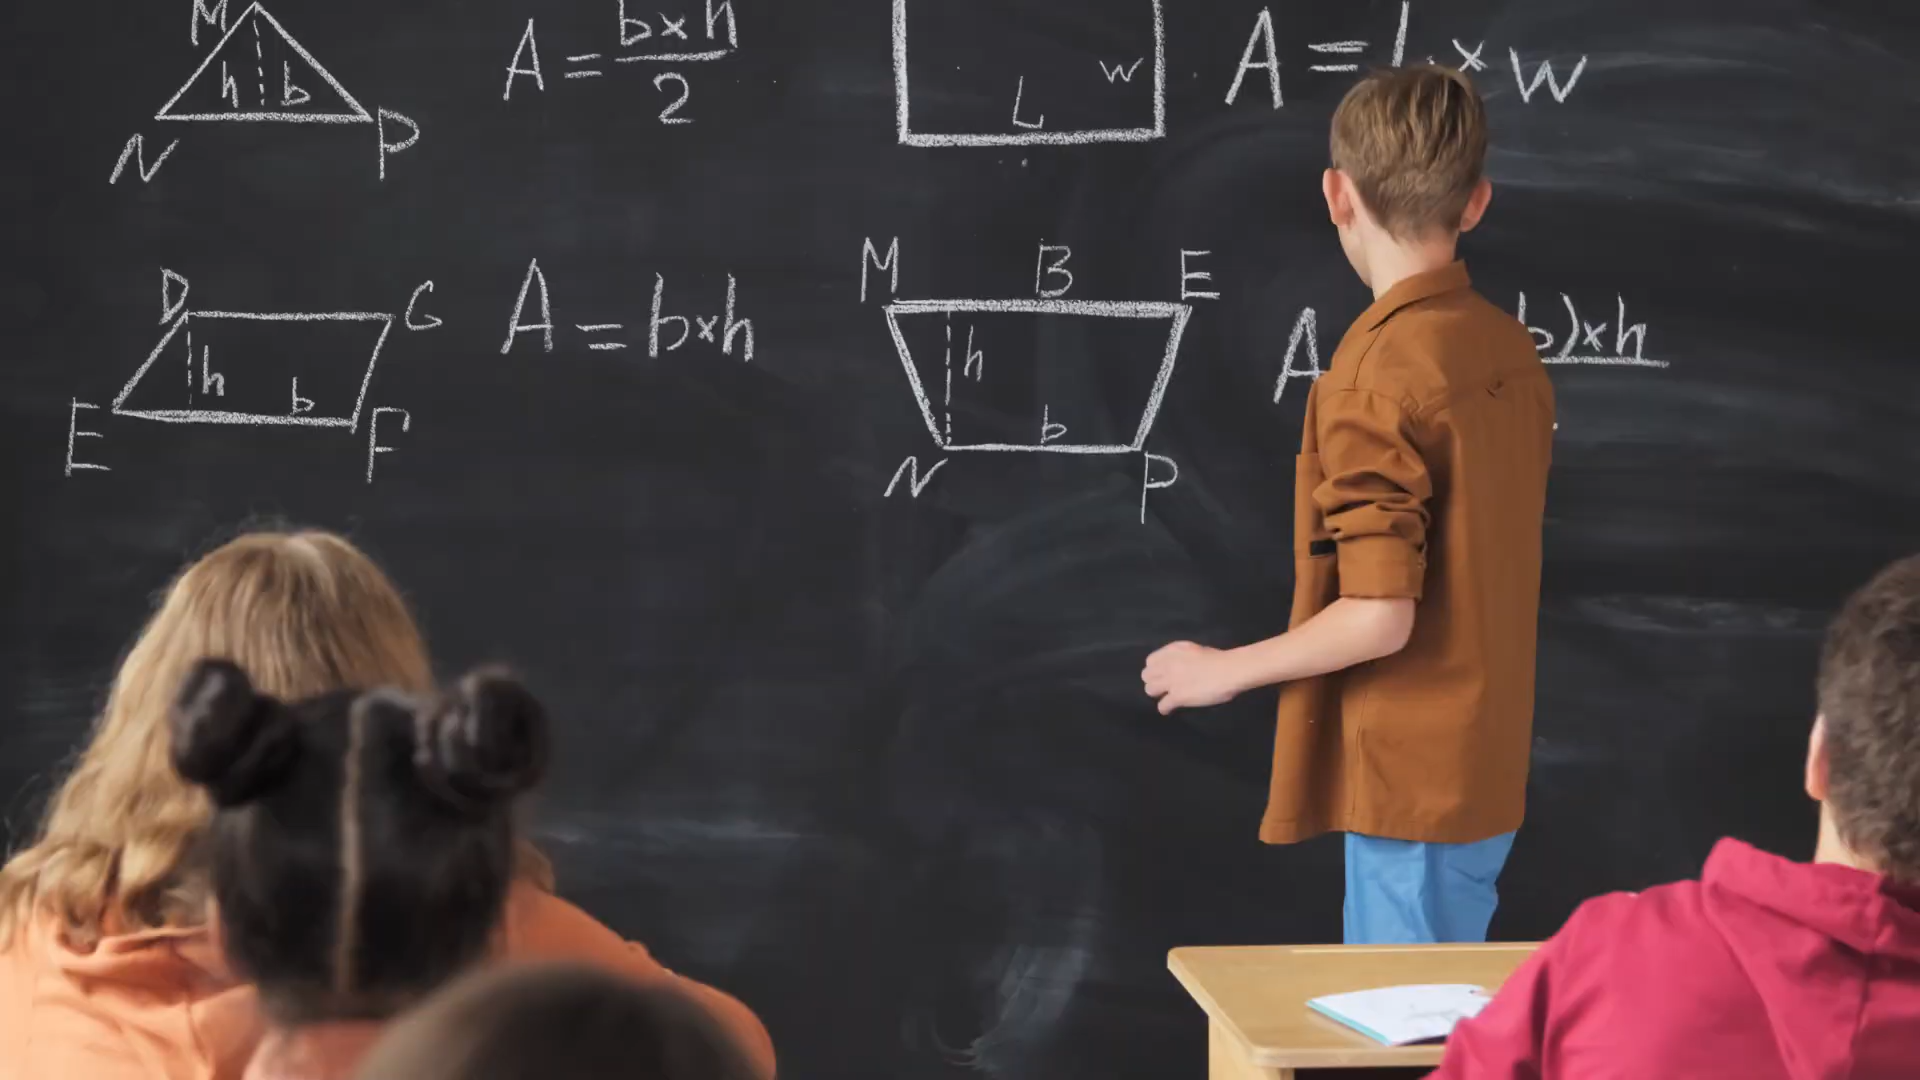 M
h b
N P
A = b×h / 2
w
L
A = L × w
D G
h b
E F
A = b×h
M B E
h
b
N P
A b)×h